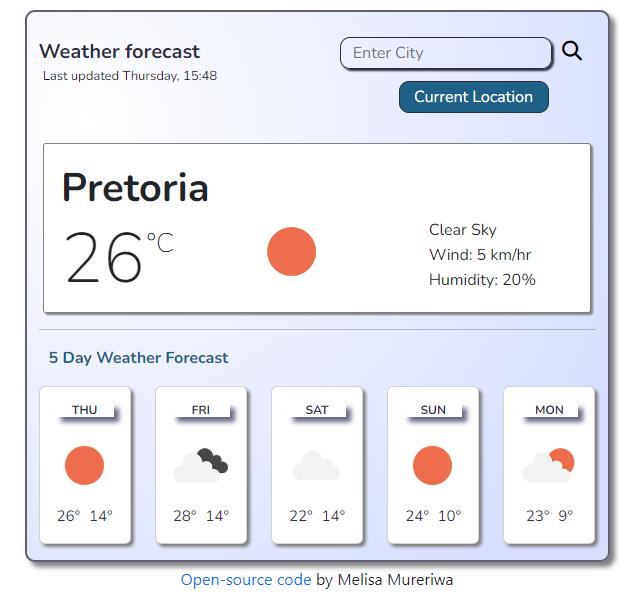 Weather forecast
Last updated Thursday, 15:48
Enter City
Current Location
Pretoria
26°C
Clear Sky
Wind: 5 km/hr
Humidity: 20%
5 Day Weather Forecast
THU FRI SAT SUN MON
26° 14° 28° 14° 22° 14° 24° 10° 23° 9°
Open-source code by Melisa Mureriwa